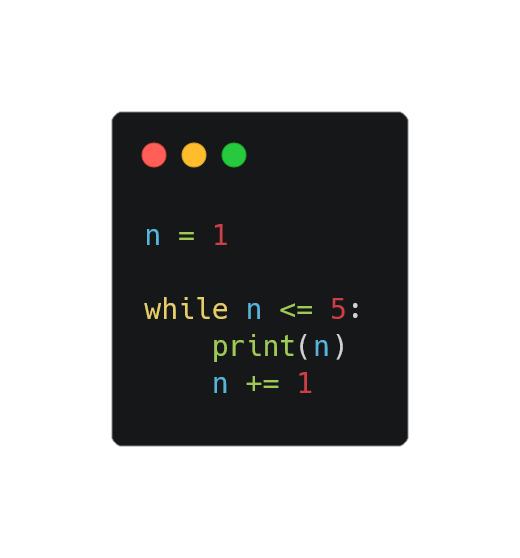 n = 1
while n <= 5:
    print(n)
    n += 1